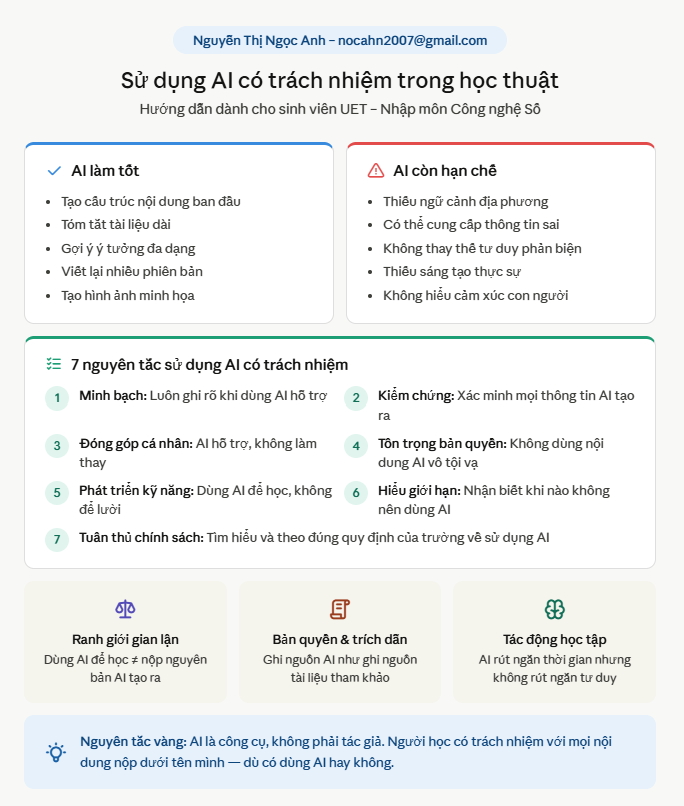 Nguyễn Thị Ngọc Anh – nocahn2007@gmail.com
Sử dụng AI có trách nhiệm trong học thuật
Hướng dẫn dành cho sinh viên UET – Nhập môn Công nghệ Số
AI làm tốt
• Tạo cấu trúc nội dung ban đầu
• Tóm tắt tài liệu dài
• Gợi ý ý tưởng đa dạng
• Viết lại nhiều phiên bản
• Tạo hình ảnh minh họa
AI còn hạn chế
• Thiếu ngữ cảnh địa phương
• Có thể cung cấp thông tin sai
• Không thay thế tư duy phản biện
• Thiếu sáng tạo thực sự
• Không hiểu cảm xúc con người
7 nguyên tắc sử dụng AI có trách nhiệm
1 Minh bạch: Luôn ghi rõ khi dùng AI hỗ trợ
2 Kiểm chứng: Xác minh mọi thông tin AI tạo
ra
3 Đóng góp cá nhân: AI hỗ trợ, không làm
thay
4 Tôn trọng bản quyền: Không dùng nội
dung AI vô tội vạ
5 Phát triển kỹ năng: Dùng AI để học, không
để lười
6 Hiểu giới hạn: Nhận biết khi nào không
nên dùng AI
7 Tuân thủ chính sách: Tìm hiểu và theo đúng quy định của trường về sử dụng AI
Ranh giới gian lận
Dùng AI để học ≠ nộp nguyên
bản AI tạo ra
Bản quyền & trích dẫn
Ghi nguồn AI như ghi nguồn
tài liệu tham khảo
Tác động học tập
AI rút ngắn thời gian nhưng
không rút ngắn tư duy
Nguyên tắc vàng: AI là công cụ, không phải tác giả. Người học có trách nhiệm với mọi nội
dung nộp dưới tên mình — dù có dùng AI hay không.